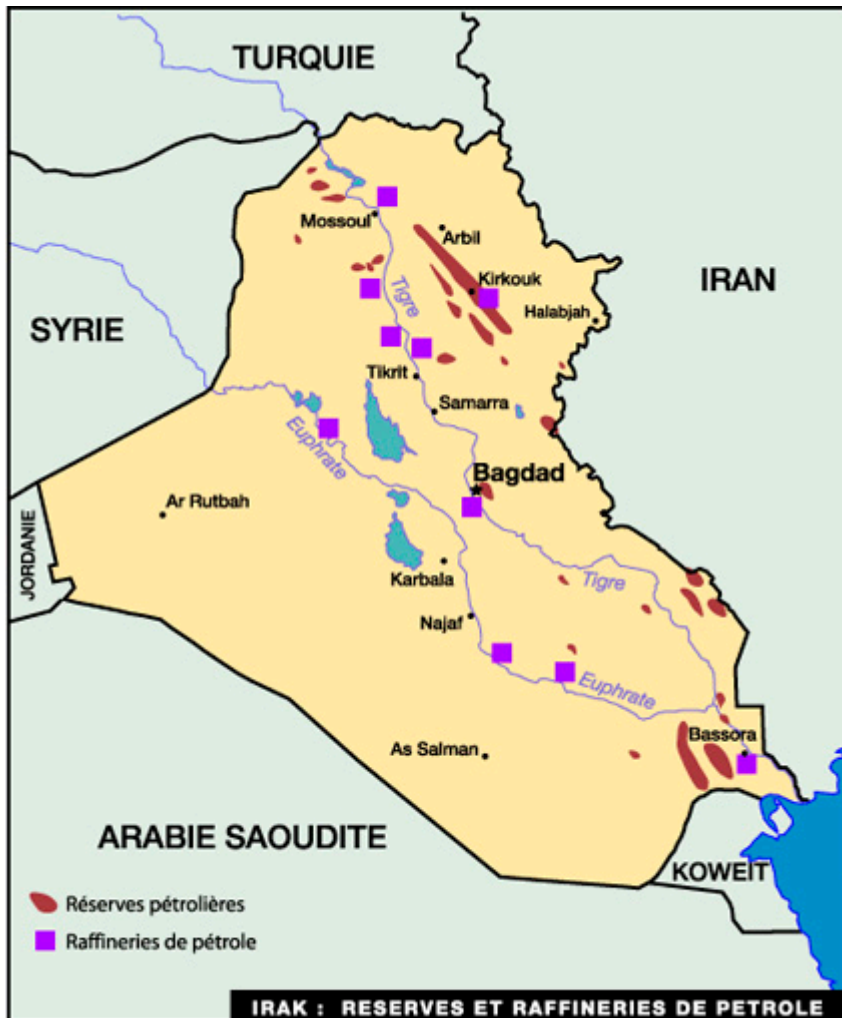 TURQUIE
Mossoul
Arbil
Tigre
Kirkouk
IRAN
Halabjah
SYRIE
Tikrit
Samarra
Euphrate
Bagdad
Ar Rutbah
JORDANIE
Karbala
Tigre
Najaf
Euphrate
Bassora
As Salman
ARABIE SAOUDITE
KOWEIT
Réserves pétrolières
Raffineries de pétrole
IRAK : RESERVES ET RAFFINERIES DE PETROLE